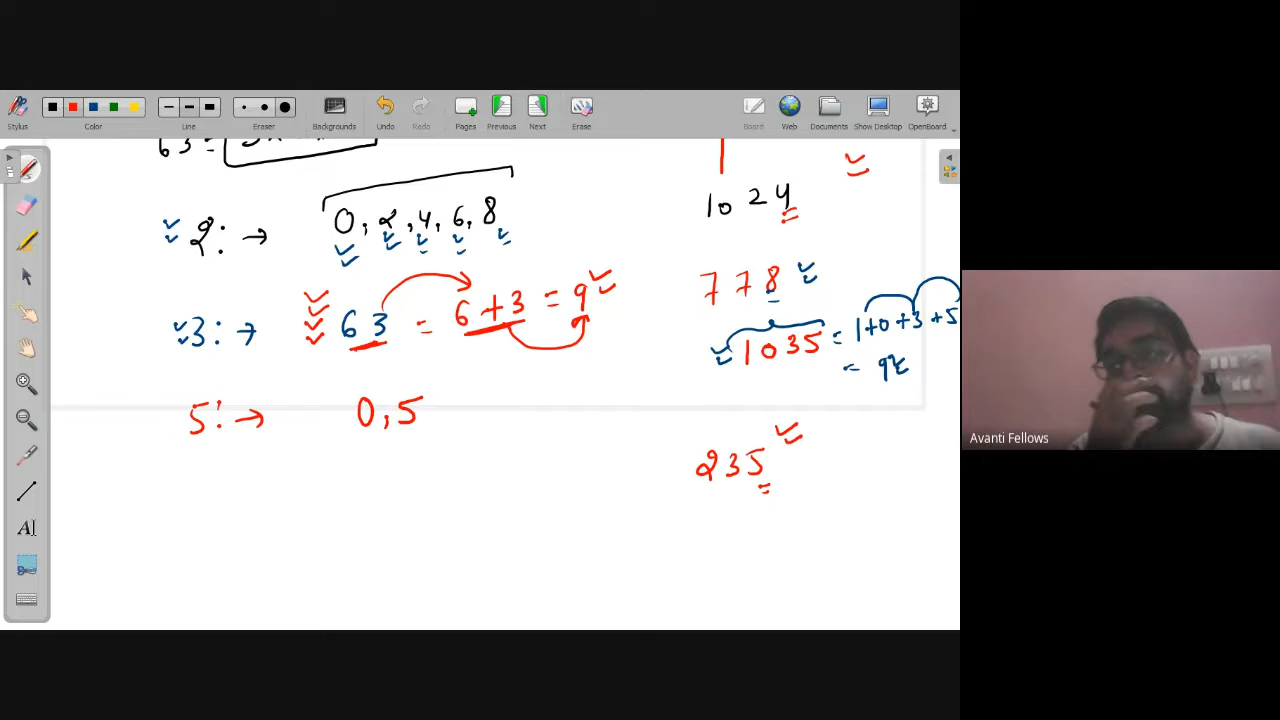 Stylus Color Line Eraser Backgrounds Undo Redo Pages Previous Next Erase Board Web Documents Show Desktop OpenBoard
63 =
1024
2: → 0, 2, 4, 6, 8
778
3: → 63 = 6+3 = 9
1035 = 1+0+3+5
= 9
5: → 0, 5
235
Avanti Fellows